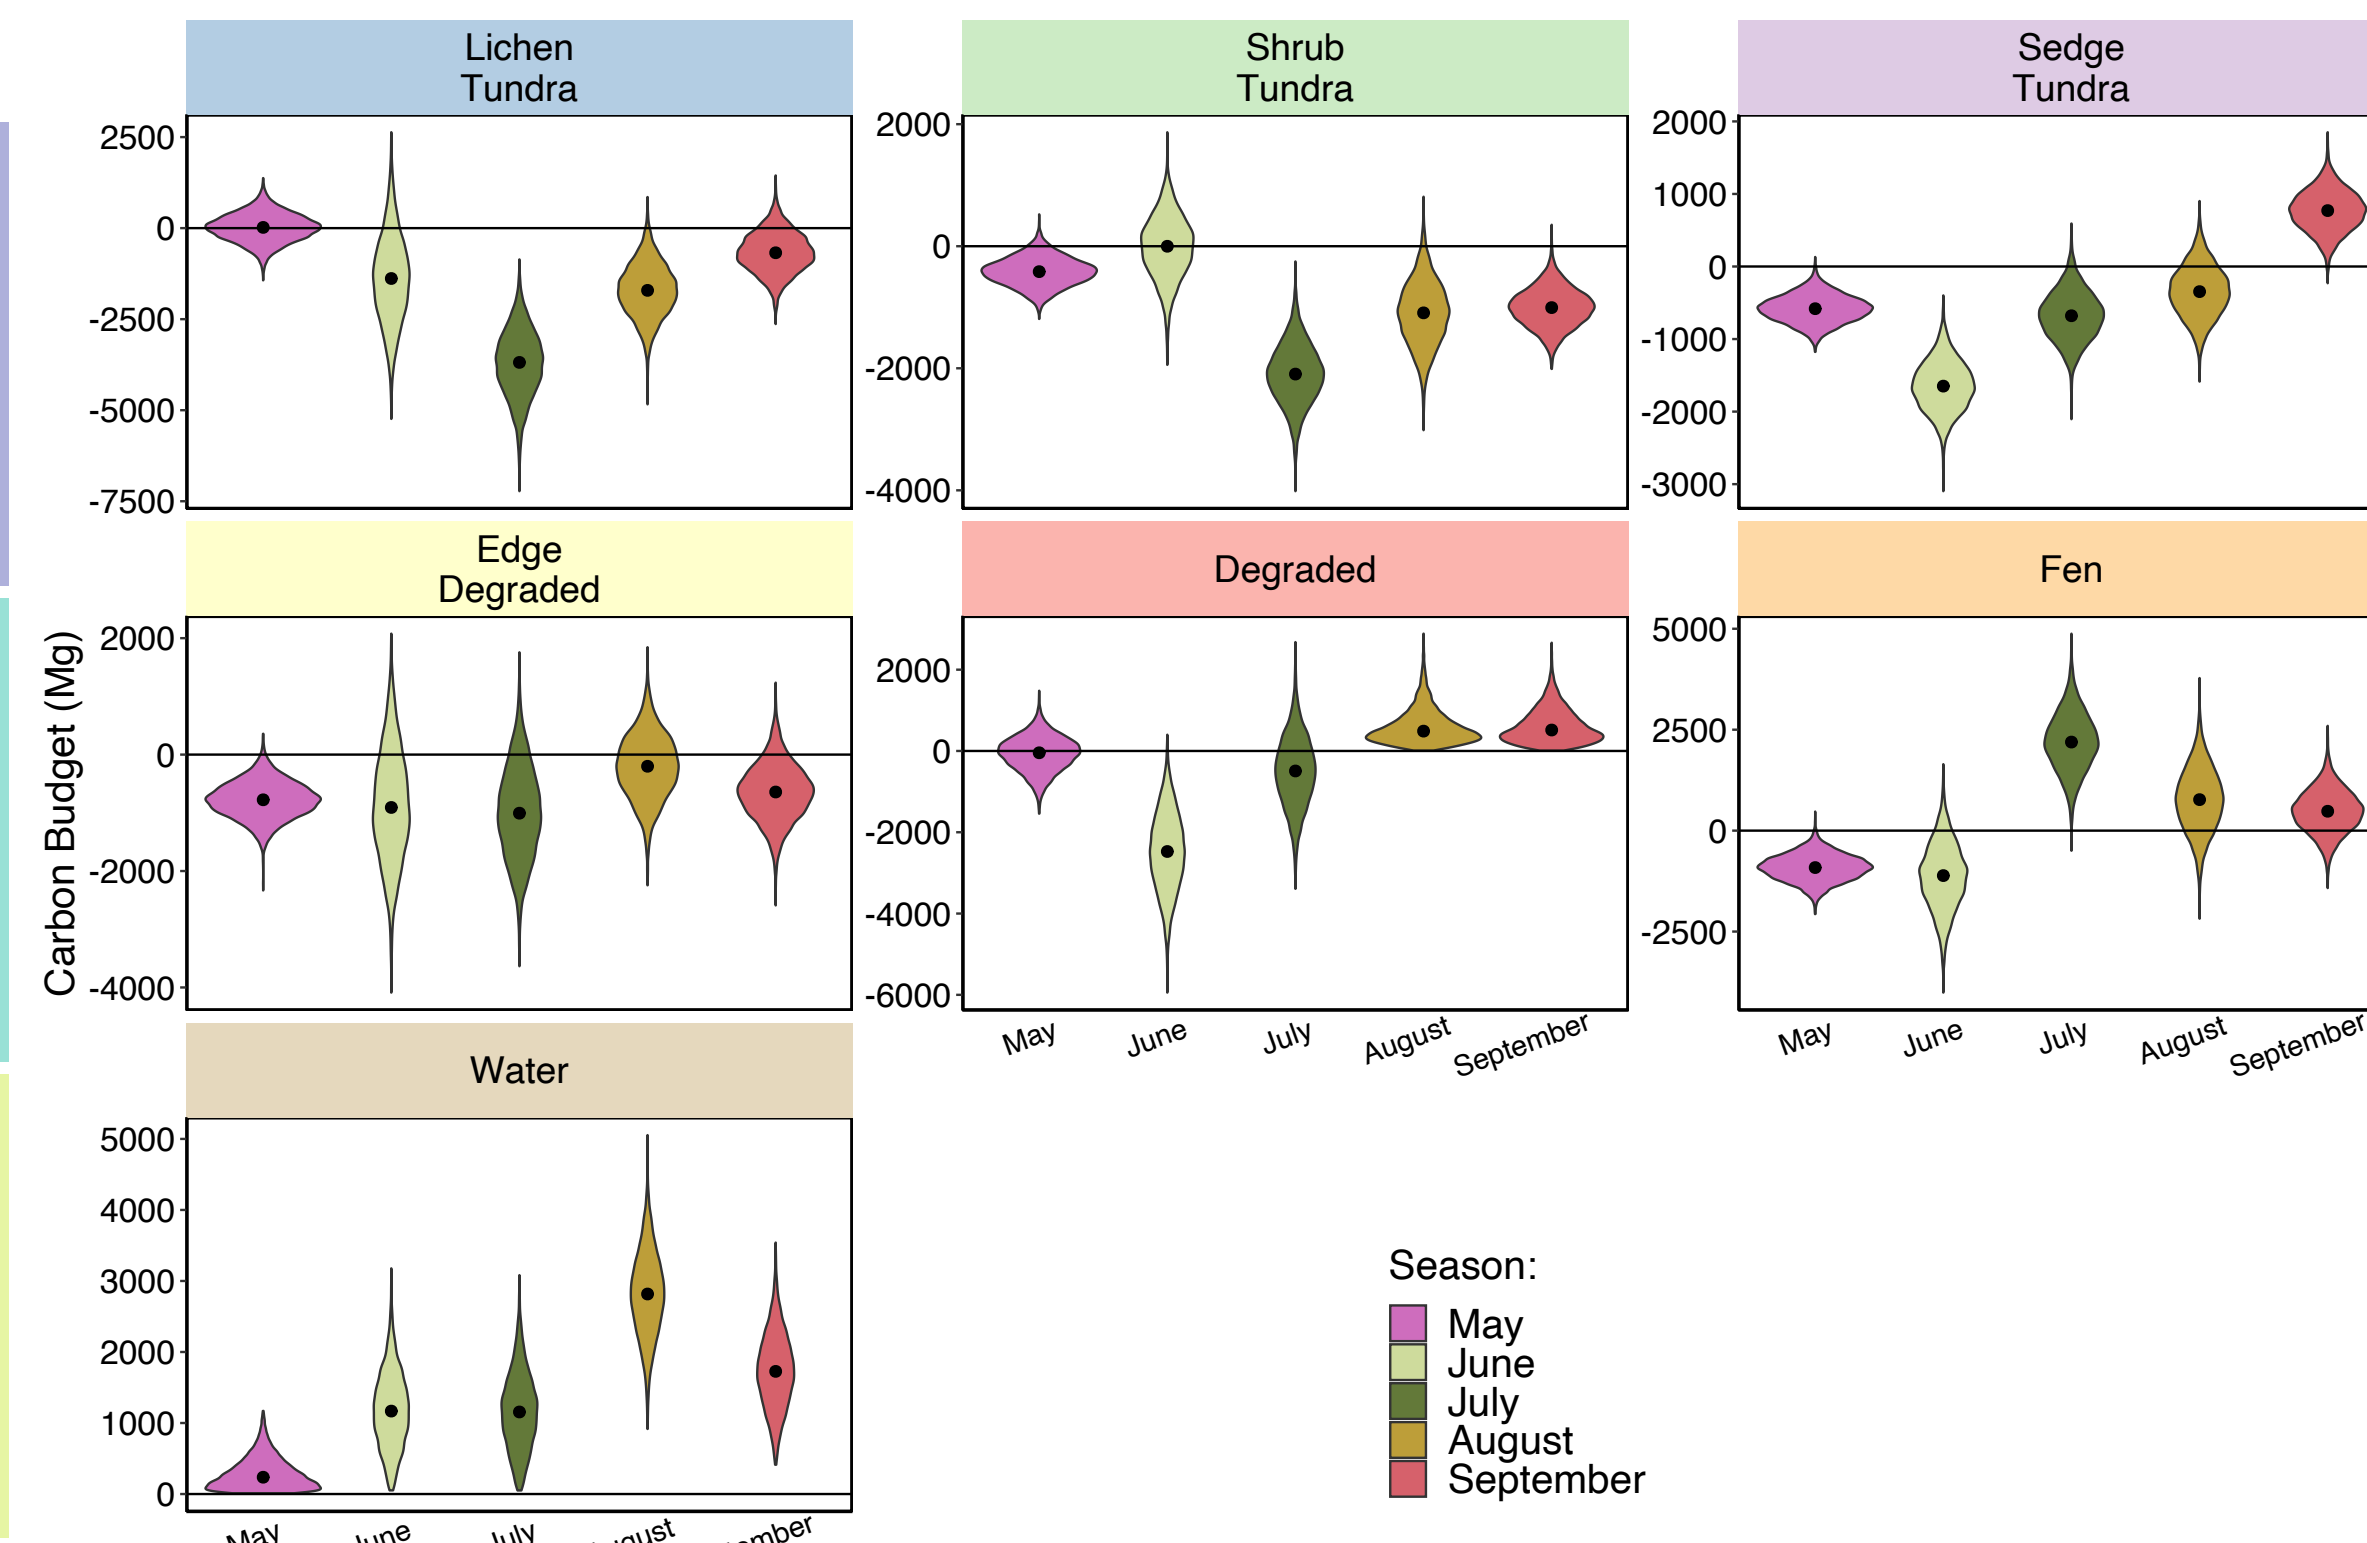 Lichen
Tundra
Shrub
Tundra
Sedge
Tundra
2500
0
-2500
-5000
-7500
2000
0
-2000
-4000
2000
1000
0
-1000
-2000
-3000
Carbon Budget (Mg)
Edge
Degraded
Degraded
Fen
2000
0
-2000
-4000
2000
0
-2000
-4000
-6000
5000
2500
0
-2500
May June July August September
May June July August September
Water
5000
4000
3000
2000
1000
0
May June July
Season:
May
June
July
August
September